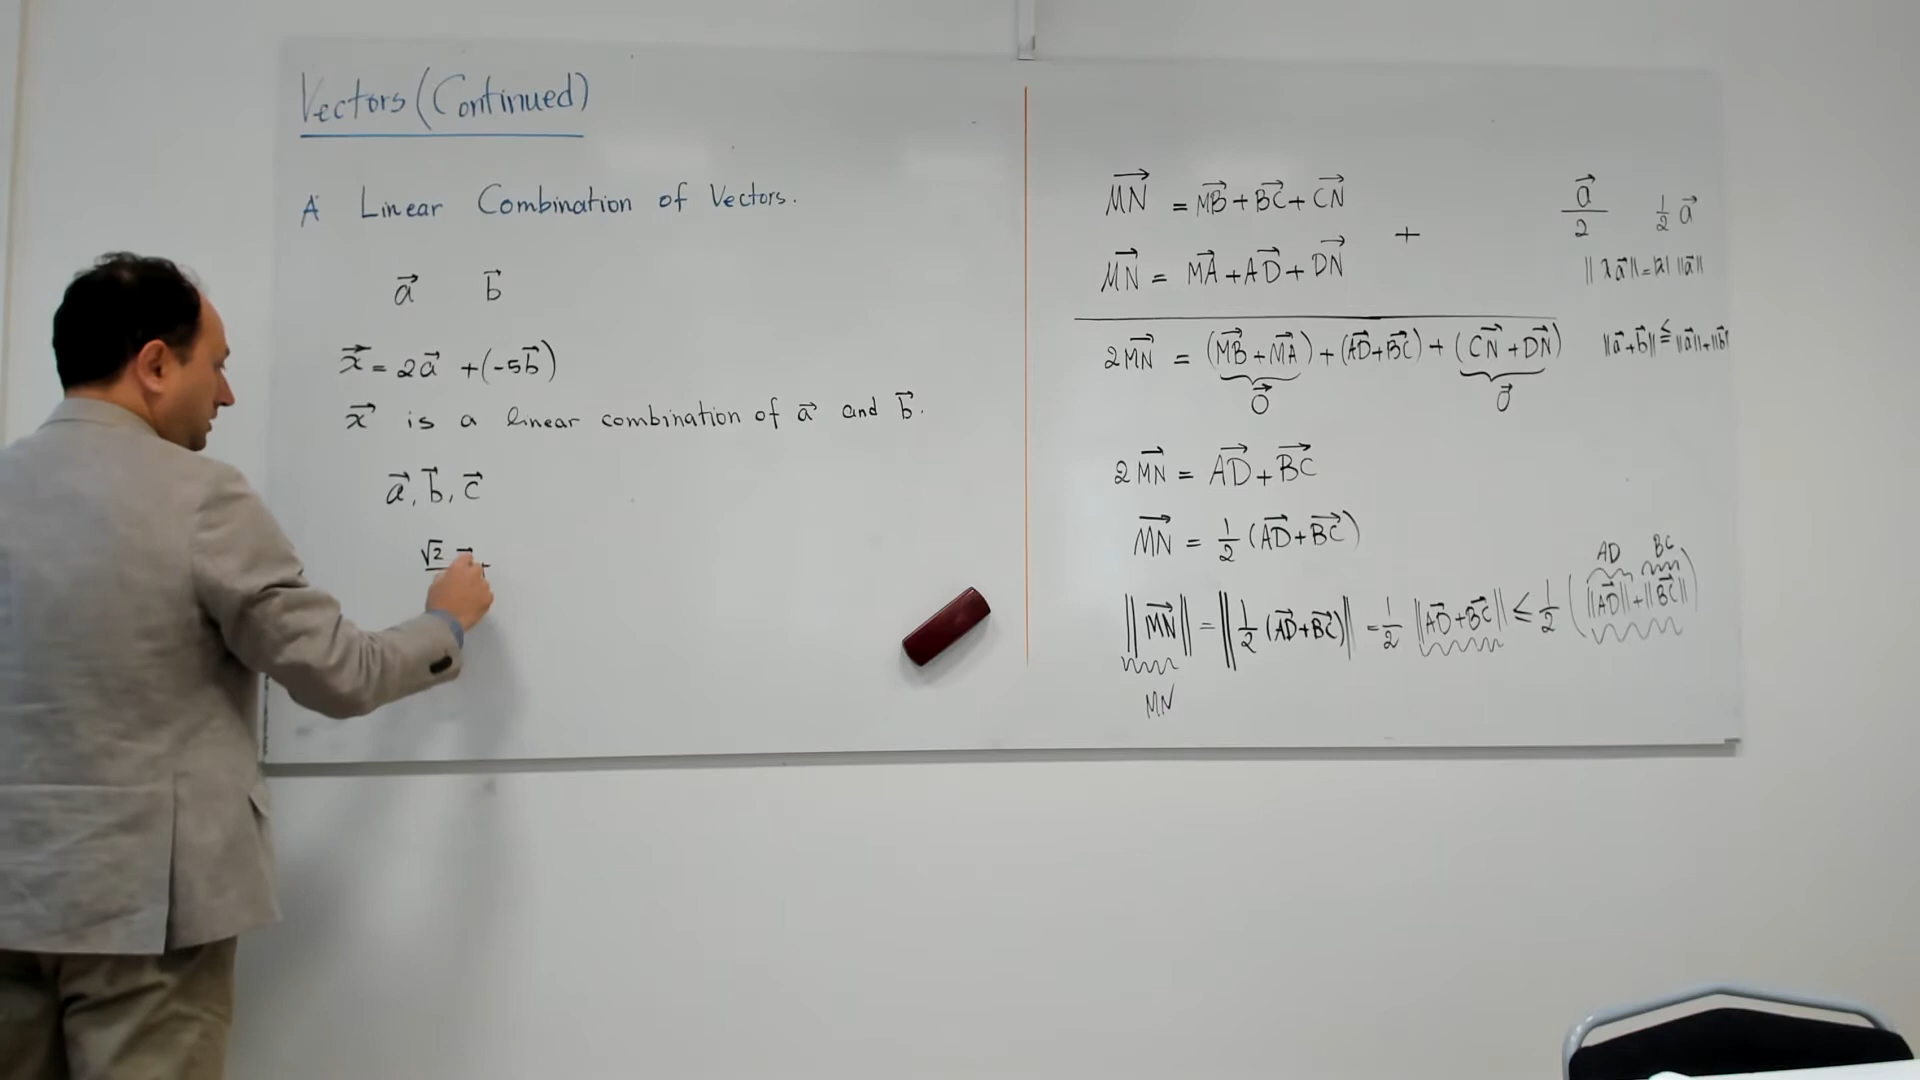 Vectors (Continued)
A Linear Combination of Vectors.
a⃗ b⃗
x⃗ = 2a⃗ + (-5b⃗)
x⃗ is a linear combination of a⃗ and b⃗.
a⃗, b⃗, c⃗
√2
MN⃗ = MB⃗ + BC⃗ + CN⃗
+
MN⃗ = MA⃗ + AD⃗ + DN⃗
2MN⃗ = (MB⃗ + MA⃗) + (AD⃗ + BC⃗) + (CN⃗ + DN⃗)
0⃗ 0⃗
2MN⃗ = AD⃗ + BC⃗
MN⃗ = 1/2 (AD⃗ + BC⃗)
AD BC
||MN⃗|| = ||1/2 (AD⃗ + BC⃗)|| = 1/2 ||AD⃗ + BC⃗|| ≤ 1/2 (||AD⃗|| + ||BC⃗||)
MN
a⃗/2 1/2 a⃗
||λa⃗|| = |λ| ||a⃗||
||a⃗ + b⃗|| ≤ ||a⃗|| + ||b⃗